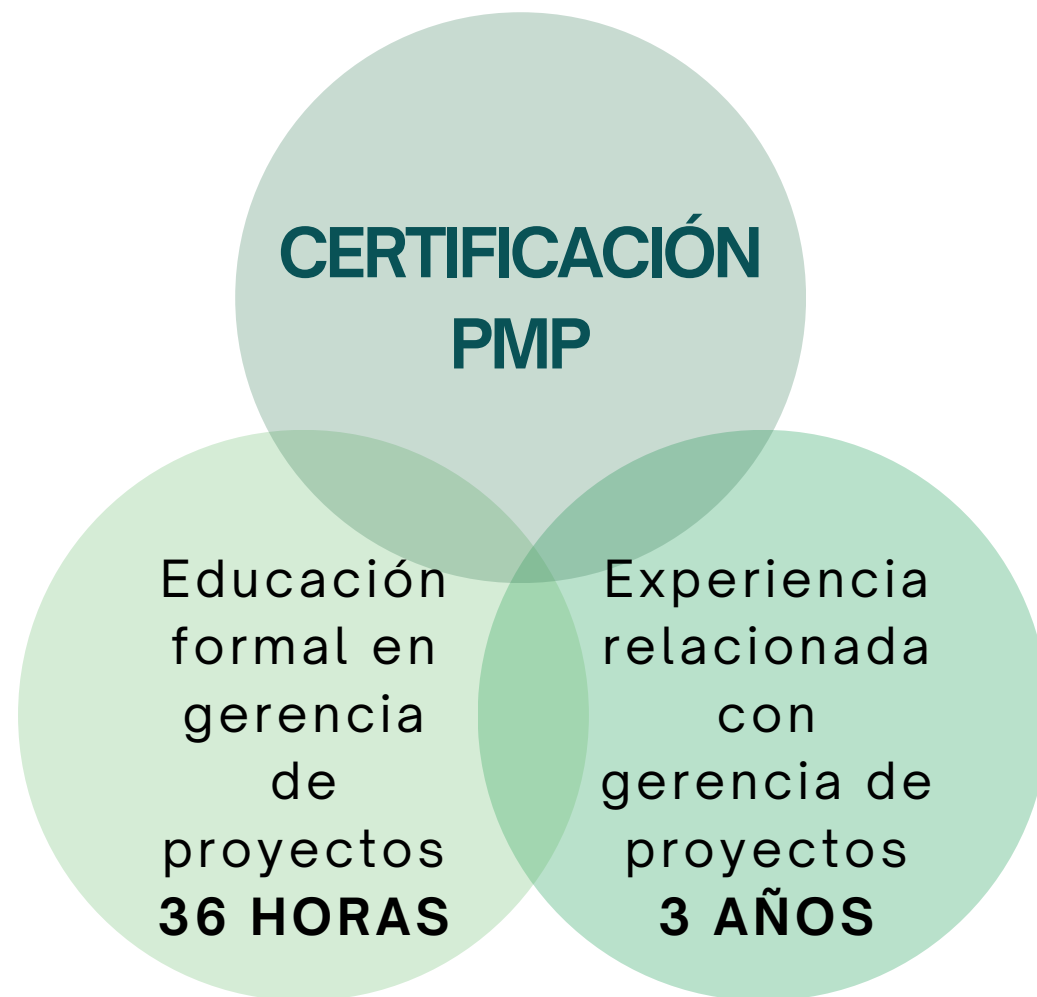 CERTIFICACIÓN
PMP
Educación
formal en
gerencia
de
proyectos
36 HORAS
Experiencia
relacionada
con
gerencia de
proyectos
3 AÑOS